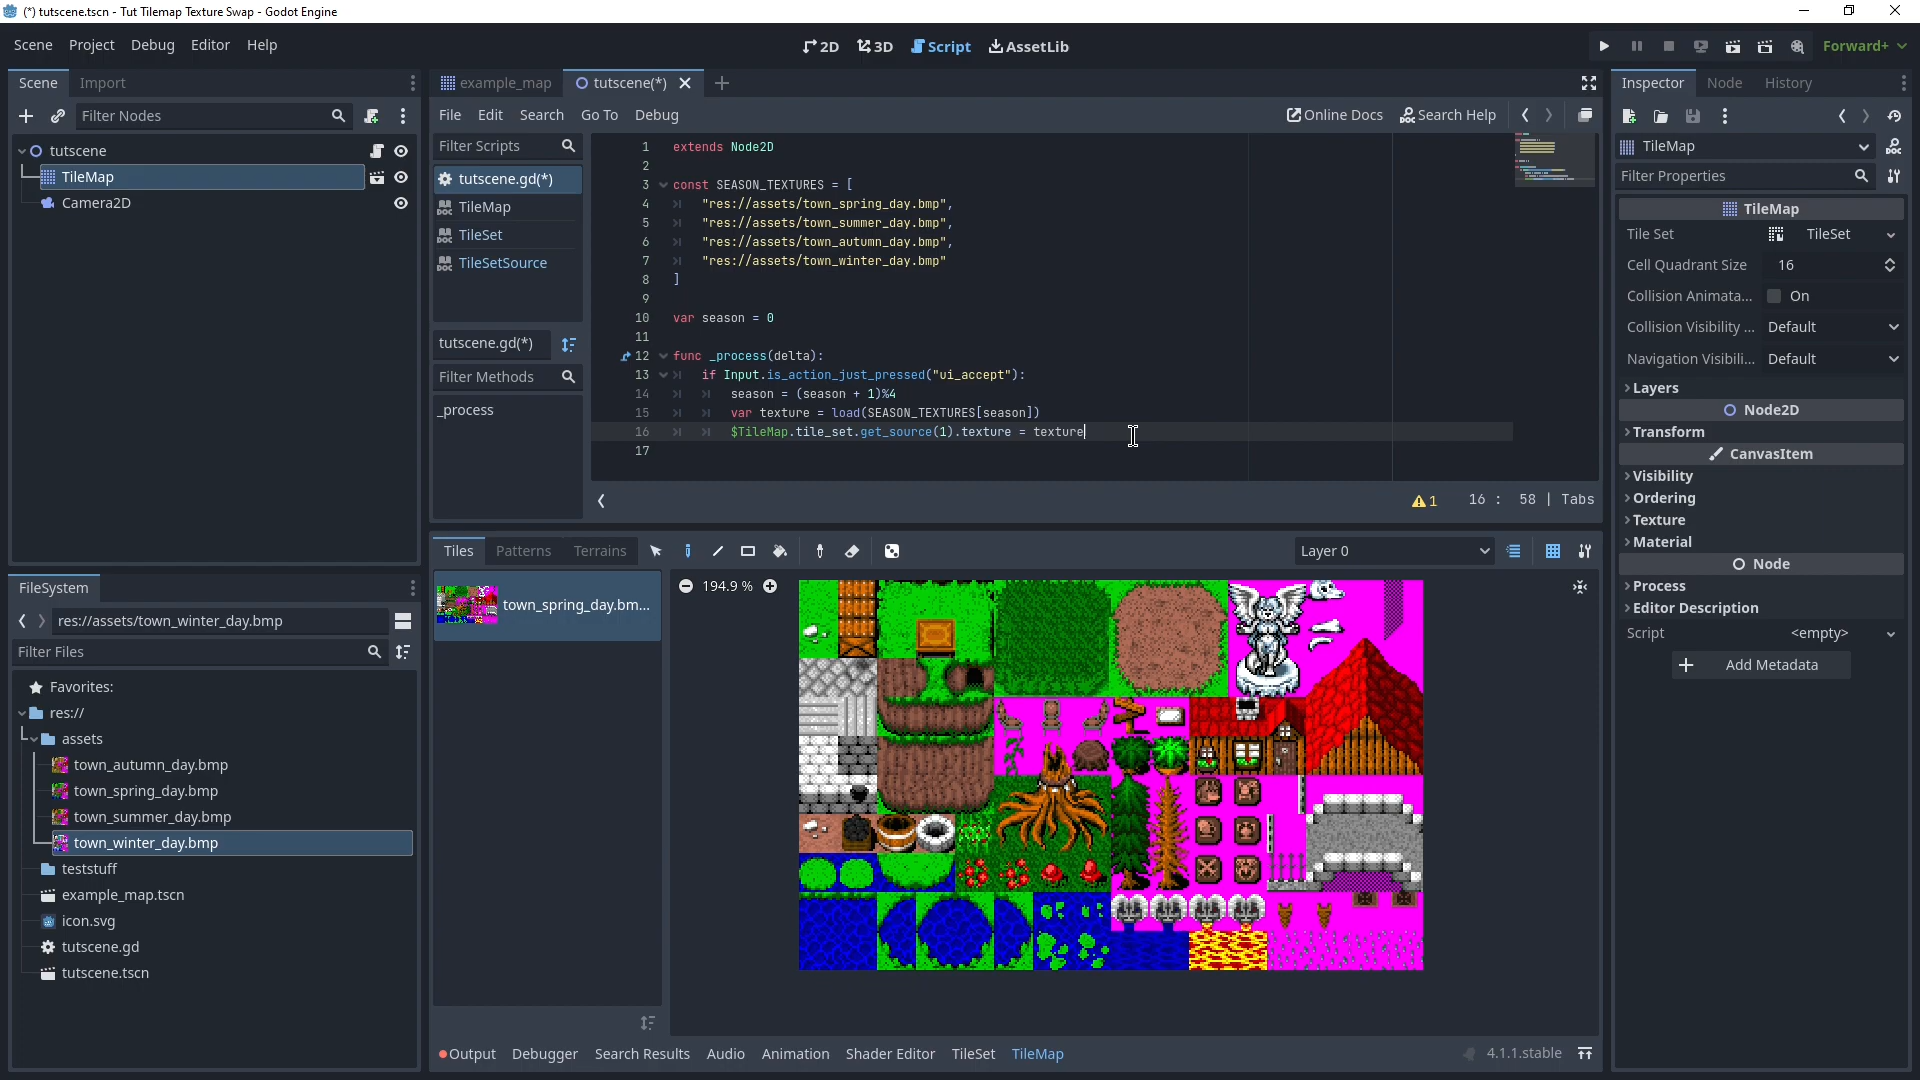 (*) tutscene.tscn - Tut Tilemap Texture Swap - Godot Engine
Scene Project Debug Editor Help
2D 3D Script AssetLib
Forward+
Scene Import
Filter Nodes
tutscene
TileMap
Camera2D
FileSystem
res://assets/town_winter_day.bmp
Filter Files
Favorites:
res://
assets
town_autumn_day.bmp
town_spring_day.bmp
town_summer_day.bmp
town_winter_day.bmp
teststuff
example_map.tscn
icon.svg
tutscene.gd
tutscene.tscn
example_map tutscene(*)
File Edit Search Go To Debug
Online Docs Search Help
Filter Scripts
tutscene.gd(*)
TileMap
TileSet
TileSetSource
tutscene.gd(*)
Filter Methods
_process
1 extends Node2D
2
3 const SEASON_TEXTURES = [
4 "res://assets/town_spring_day.bmp",
5 "res://assets/town_summer_day.bmp",
6 "res://assets/town_autumn_day.bmp",
7 "res://assets/town_winter_day.bmp"
8 ]
9
10 var season = 0
11
12 func _process(delta):
13 if Input.is_action_just_pressed("ui_accept"):
14 season = (season + 1)%4
15 var texture = load(SEASON_TEXTURES[season])
16 $TileMap.tile_set.get_source(1).texture = texture
17
1 16 : 58 | Tabs
Tiles Patterns Terrains
Layer 0
town_spring_day.bm...
194.9 %
Output Debugger Search Results Audio Animation Shader Editor TileSet TileMap
4.1.1.stable
Inspector Node History
TileMap
Filter Properties
TileMap
Tile Set TileSet
Cell Quadrant Size 16
Collision Animata... On
Collision Visibility ... Default
Navigation Visibili... Default
Layers
Node2D
Transform
CanvasItem
Visibility
Ordering
Texture
Material
Node
Process
Editor Description
Script <empty>
Add Metadata